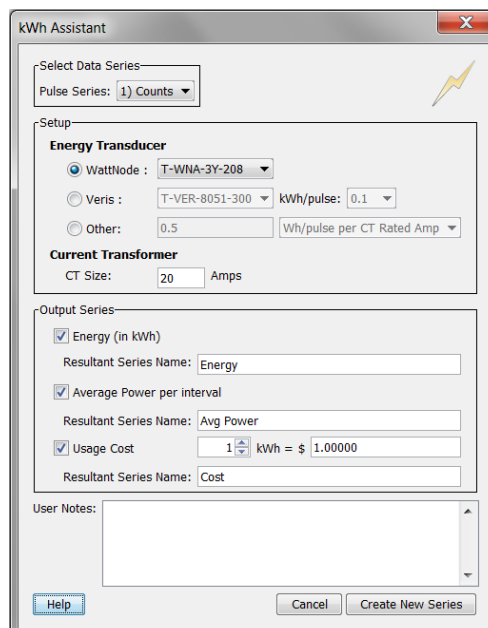 kWh Assistant
Select Data Series
Pulse Series: 1) Counts
Setup
Energy Transducer
WattNode : T-WNA-3Y-208
Veris : T-VER-8051-300 kWh/pulse: 0.1
Other: 0.5 Wh/pulse per CT Rated Amp
Current Transformer
CT Size: 20 Amps
Output Series
Energy (in kWh)
Resultant Series Name: Energy
Average Power per interval
Resultant Series Name: Avg Power
Usage Cost 1 kWh = $ 1.00000
Resultant Series Name: Cost
User Notes:
Help Cancel Create New Series